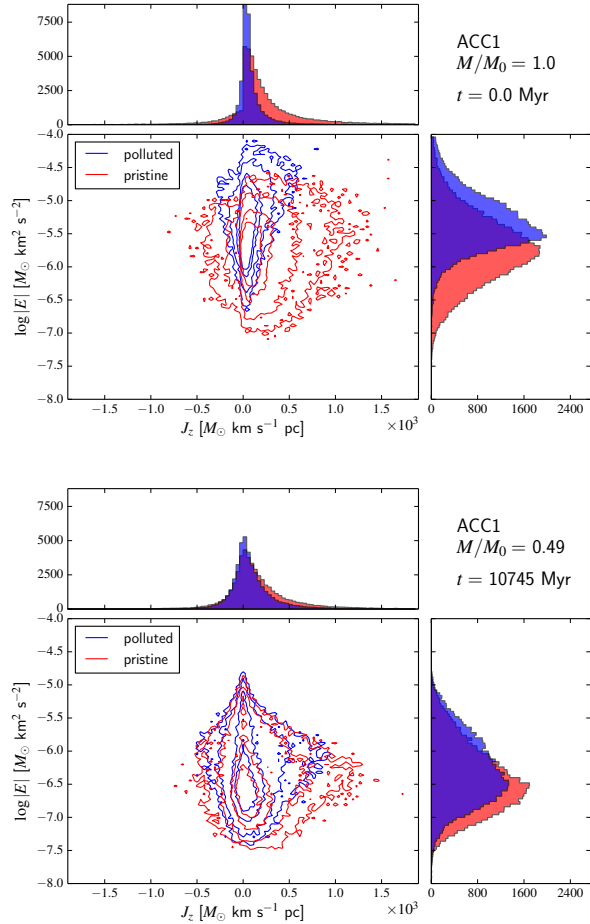 7500
5000
2500
0
ACC1
M/M₀ = 1.0
t = 0.0 Myr
−4.0
−4.5
−5.0
−5.5
−6.0
−6.5
−7.0
−7.5
−8.0
log |E| [M⊙ km² s⁻²]
polluted
pristine
−1.5 −1.0 −0.5 0.0 0.5 1.0 1.5
J_z [M⊙ km s⁻¹ pc]
×10³
0 800 1600 2400
7500
5000
2500
0
ACC1
M/M₀ = 0.49
t = 10745 Myr
−4.0
−4.5
−5.0
−5.5
−6.0
−6.5
−7.0
−7.5
−8.0
log |E| [M⊙ km² s⁻²]
polluted
pristine
−1.5 −1.0 −0.5 0.0 0.5 1.0 1.5
J_z [M⊙ km s⁻¹ pc]
×10³
0 800 1600 2400